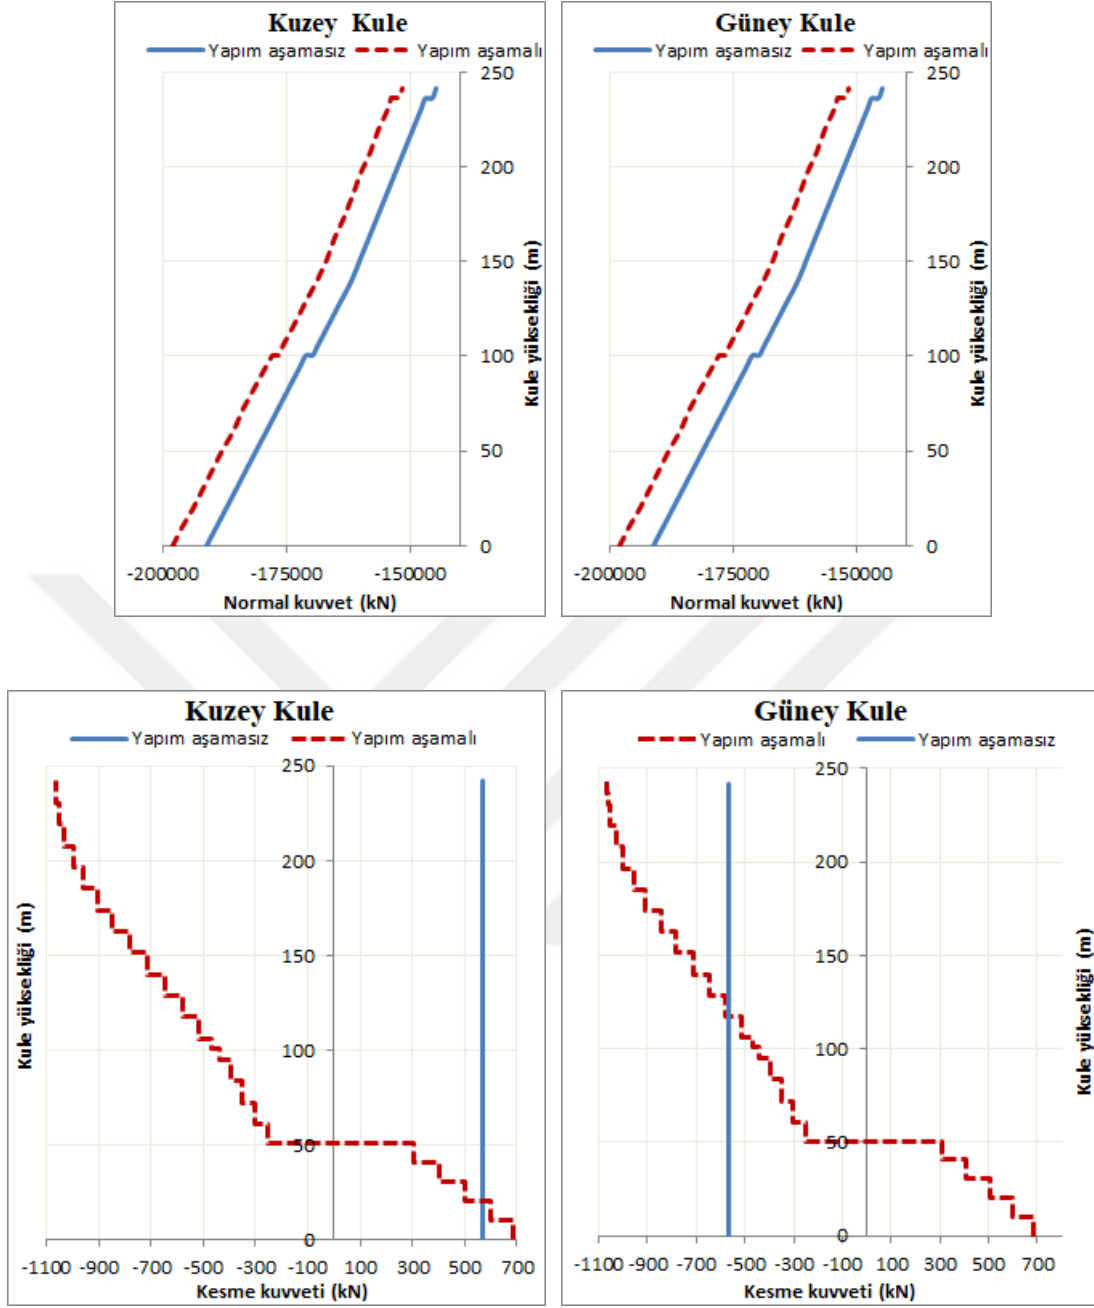 Kuzey Kule
Yapım aşamasız Yapım aşamalı
250
200
150
100
50
0
-200000 -175000 -150000
Kule yüksekliği (m)
Normal kuvvet (kN)
Güney Kule
Yapım aşamasız Yapım aşamalı
250
200
150
100
50
0
-200000 -175000 -150000
Kule yüksekliği (m)
Normal kuvvet (kN)
Kuzey Kule
Yapım aşamasız Yapım aşamalı
250
200
150
100
50
0
-1100 -900 -700 -500 -300 -100 100 300 500 700
Kule yüksekliği (m)
Kesme kuvveti (kN)
Güney Kule
Yapım aşamalı Yapım aşamasız
250
200
150
100
50
0
-1100 -900 -700 -500 -300 -100 100 300 500 700
Kule yüksekliği (m)
Kesme kuvveti (kN)